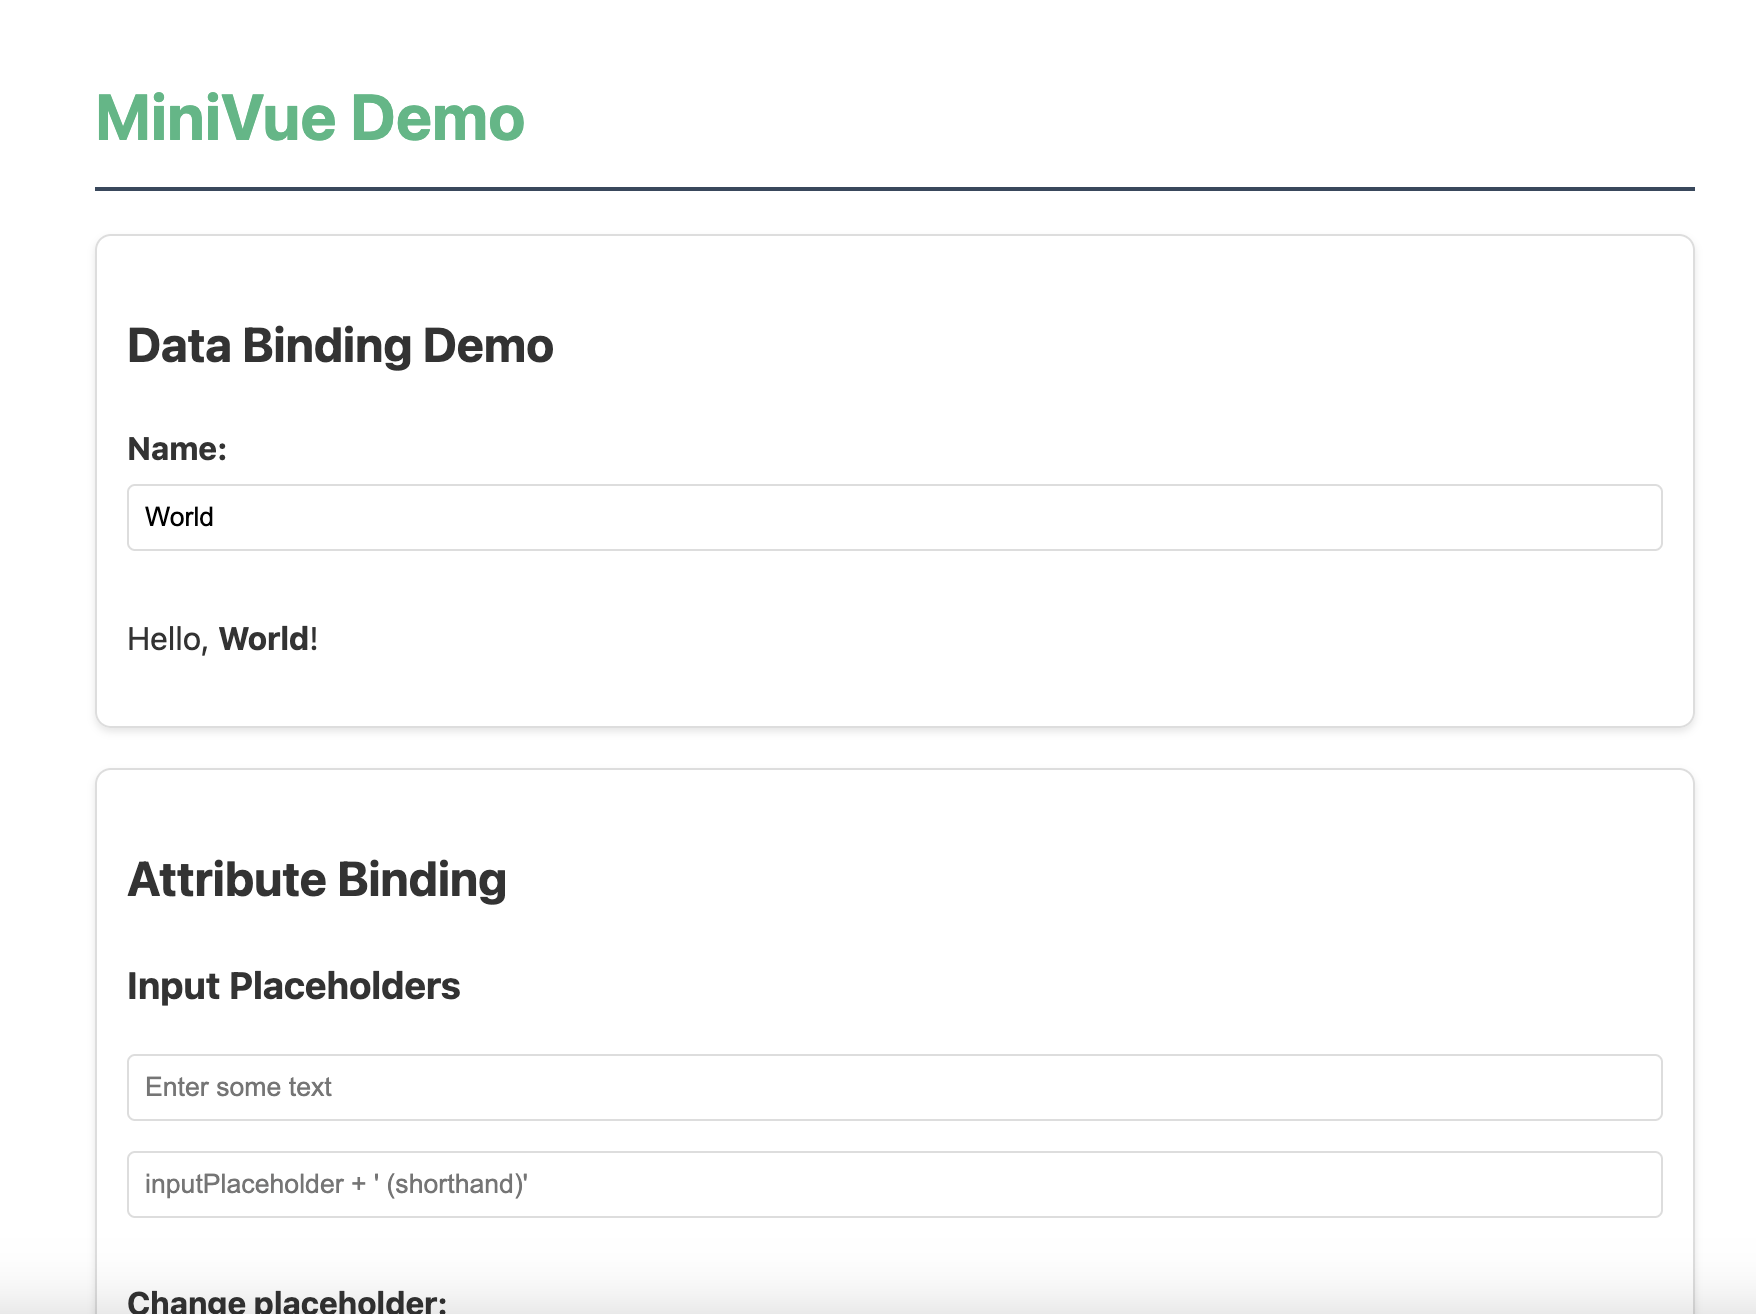 MiniVue Demo
Data Binding Demo
Name:
World
Hello, World!
Attribute Binding
Input Placeholders
Enter some text
inputPlaceholder + ' (shorthand)'
Change placeholder: